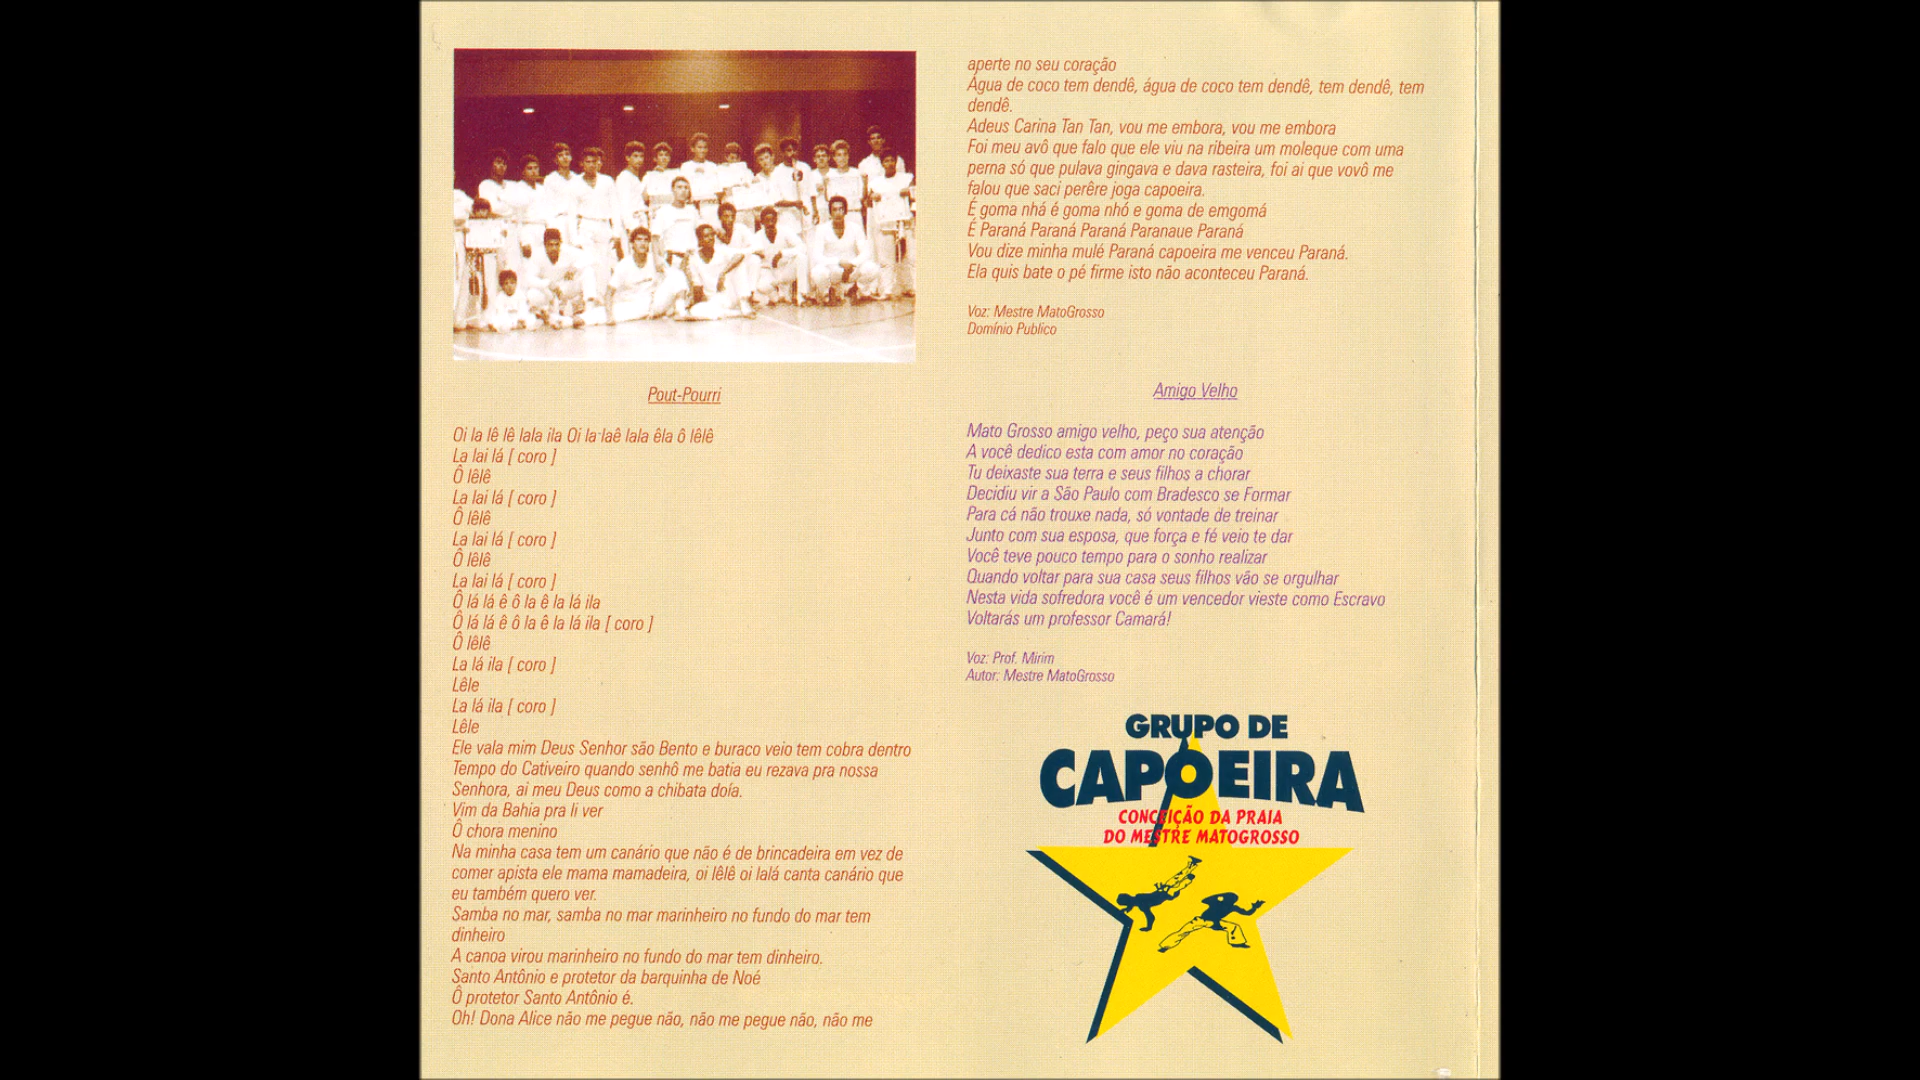 Pout-Pourri
Oi la lê lê lala ila Oi la laê lala êla ô lêlê
La lai lá [ coro ]
Ô lêlê
La lai lá [ coro ]
Ô lêlê
La lai lá [ coro ]
Ô lêlê
La lai lá [ coro ]
Ô lá lá ê ô la ê la lá ila
Ô lá lá ê ô la ê la lá ila [ coro ]
Ô lêlê
La lá ila [ coro ]
Lêle
La lá ila [ coro ]
Lêle
Ele vala mim Deus Senhor são Bento e buraco veio tem cobra dentro
Tempo do Cativeiro quando senhô me batia eu rezava pra nossa
Senhora, ai meu Deus como a chibata doía.
Vim da Bahia pra li ver
Ô chora menino
Na minha casa tem um canário que não é de brincadeira em vez de
comer apista ele mama mamadeira, oi lêlê oi lalá canta canário que
eu também quero ver.
Samba no mar, samba no mar marinheiro no fundo do mar tem
dinheiro
A canoa virou marinheiro no fundo do mar tem dinheiro.
Santo Antônio e protetor da barquinha de Noé
Ô protetor Santo Antônio é.
Oh! Dona Alice não me pegue não, não me pegue não, não me
aperte no seu coração
Água de coco tem dendê, água de coco tem dendê, tem dendê, tem
dendê.
Adeus Carina Tan Tan, vou me embora, vou me embora
Foi meu avô que falo que ele viu na ribeira um moleque com uma
perna só que pulava gingava e dava rasteira, foi ai que vovô me
falou que saci perêre joga capoeira.
É goma nhá é goma nhó e goma de emgomá
É Paraná Paraná Paraná Paranaue Paraná
Vou dize minha mulé Paraná capoeira me venceu Paraná.
Ela quis bate o pé firme isto não aconteceu Paraná.
Voz: Mestre MatoGrosso
Domínio Publico
Amigo Velho
Mato Grosso amigo velho, peço sua atenção
A você dedico esta com amor no coração
Tu deixaste sua terra e seus filhos a chorar
Decidiu vir a São Paulo com Bradesco se Formar
Para cá não trouxe nada, só vontade de treinar
Junto com sua esposa, que força e fé veio te dar
Você teve pouco tempo para o sonho realizar
Quando voltar para sua casa seus filhos vão se orgulhar
Nesta vida sofredora você é um vencedor vieste como Escravo
Voltarás um professor Camará!
Voz: Prof. Mirim
Autor: Mestre MatoGrosso
GRUPO DE
CAPOEIRA
CONCEIÇÃO DA PRAIA
DO MESTRE MATOGROSSO